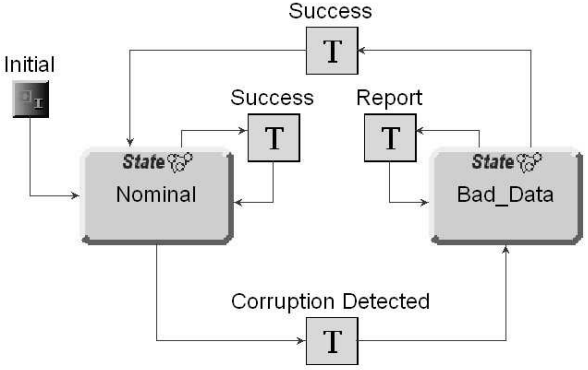 Success
T
Initial
I
Success
T
Report
T
State
Nominal
State
Bad_Data
Corruption Detected
T